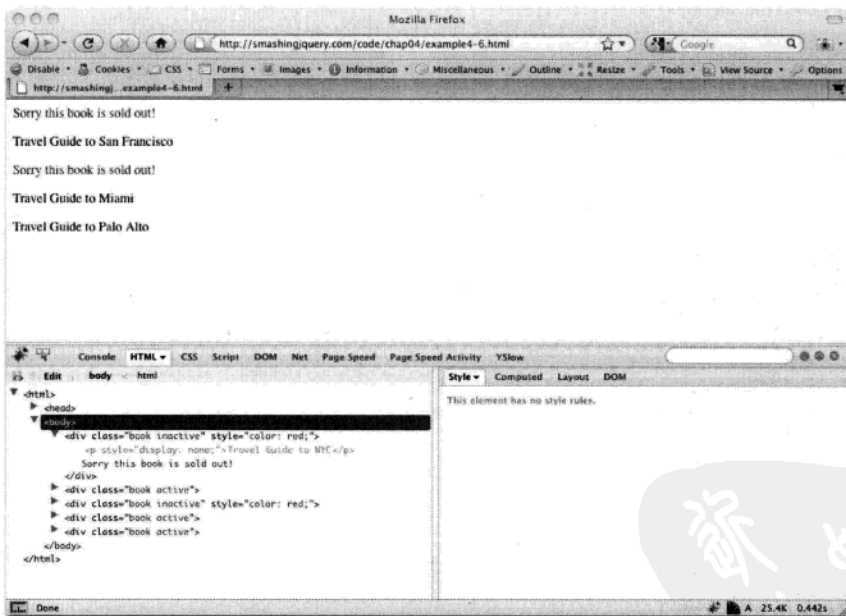 Mozilla Firefox
http://smashingjquery.com/code/chap04/example4-6.html
Google
Disable Cookies CSS Forms Images Information Miscellaneous Outline Resize Tools View Source Options
http://smashingj...example4-6.html
Sorry this book is sold out!
Travel Guide to San Francisco
Sorry this book is sold out!
Travel Guide to Miami
Travel Guide to Palo Alto
Console HTML CSS Script DOM Net Page Speed Page Speed Activity YSlow
Edit body < html
Style Computed Layout DOM
This element has no style rules.
<html>
<head>
<body>
<div class="book inactive" style="color: red;">
<p style="display: none;">Travel Guide to NYC</p>
Sorry this book is sold out!
</div>
<div class="book active">
<div class="book inactive" style="color: red;">
<div class="book active">
<div class="book active">
</body>
</html>
Done
A 25.4K 0.442s